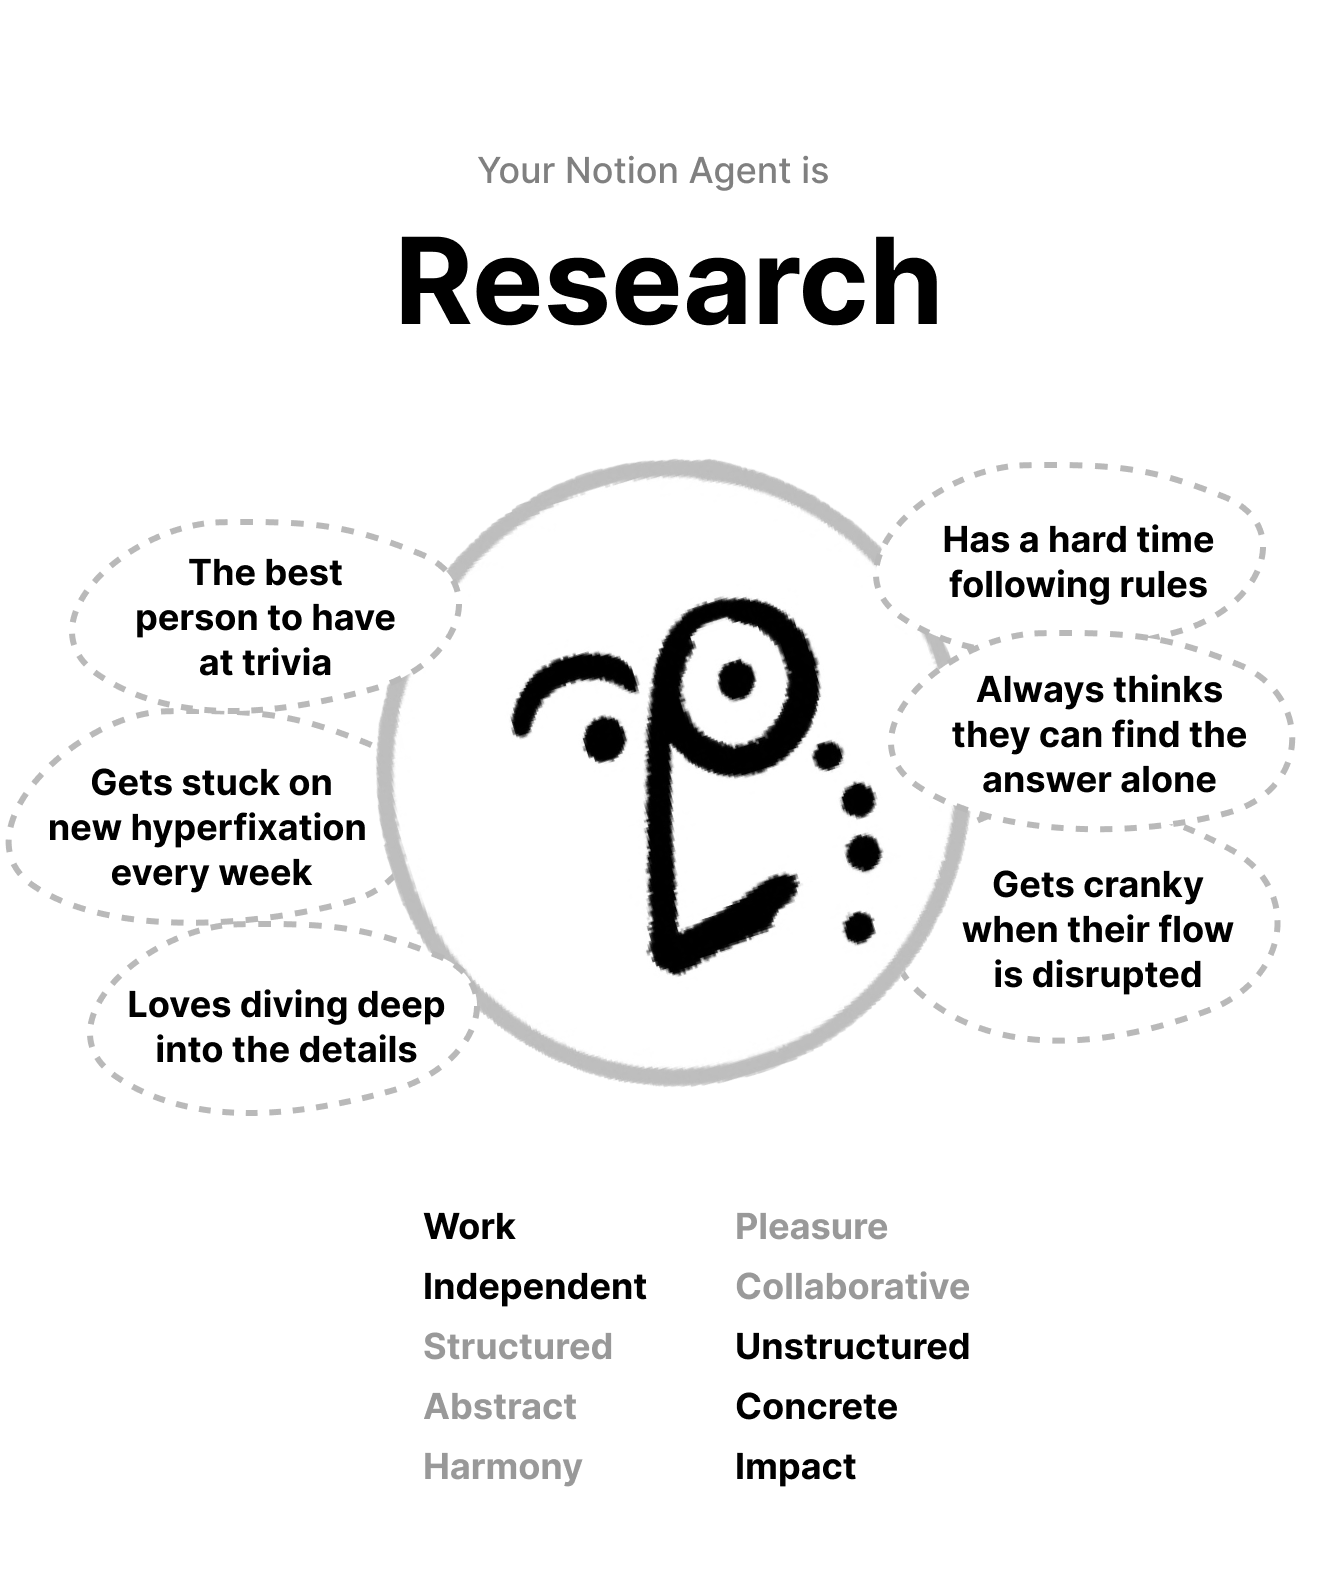 Your Notion Agent is
Research
The best
person to have
at trivia
Gets stuck on
new hyperfixation
every week
Loves diving deep
into the details
Has a hard time
following rules
Always thinks
they can find the
answer alone
Gets cranky
when their flow
is disrupted
Work Pleasure
Independent Collaborative
Structured Unstructured
Abstract Concrete
Harmony Impact